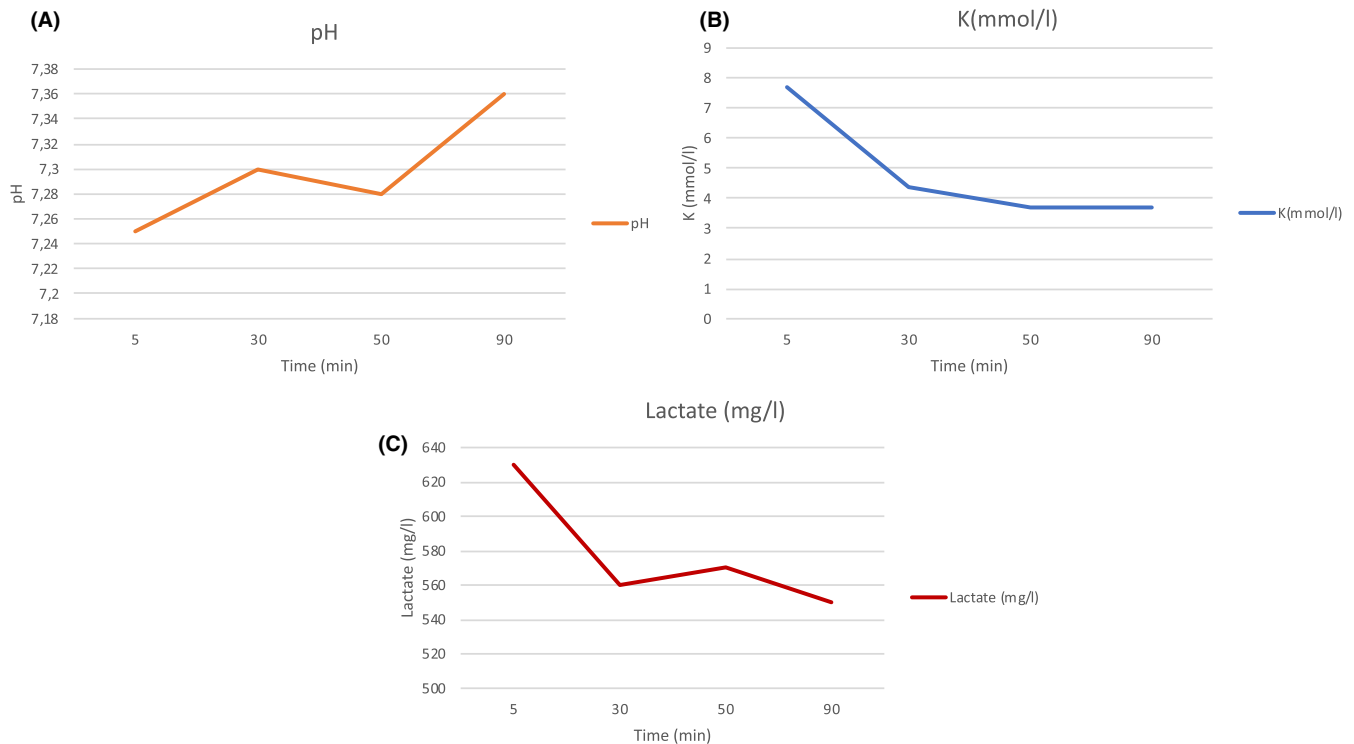 (A)
pH
7,38
7,36
7,34
7,32
7,3
7,28
7,26
7,24
7,22
7,2
7,18
pH
5 30 50 90
Time (min)
pH
(B)
K(mmol/l)
9
8
7
6
5
4
3
2
1
0
K (mmol/l)
5 30 50 90
Time (min)
K(mmol/l)
(C)
Lactate (mg/l)
640
620
600
580
560
540
520
500
Lactate (mg/l)
5 30 50 90
Time (min)
Lactate (mg/l)